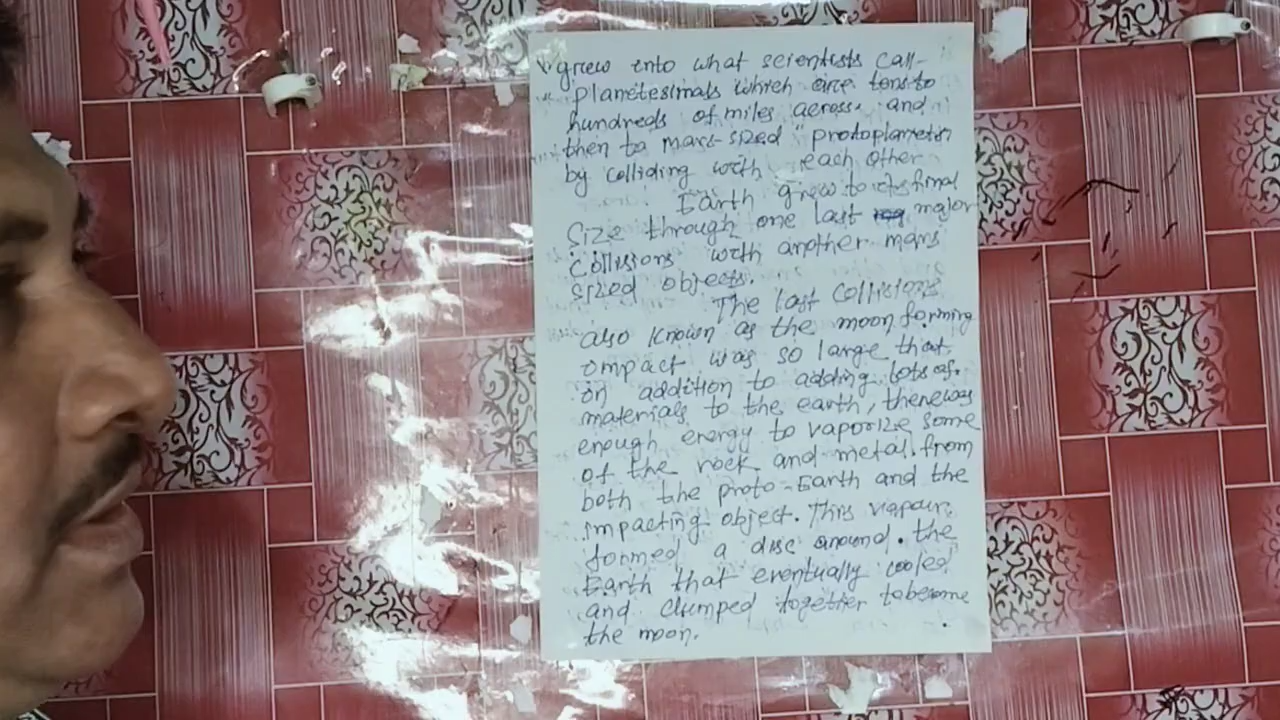 grew into what scientists call
"planetesimals which are tens to
hundreds of miles across. and
then to mars-sized "protoplanets
by colliding with each other
Earth grew to its final
size through one last major
collisions with another mars
sized objects.
The last collisions
also known as the moon forming
impact was so large that
in addition to adding lots of
materials to the earth, there was
enough energy to vaporize some
of the rock and metal from
both the proto-Earth and the
impacting object. This vapour
formed a disc around the
Earth that eventually cooled
and clumped together to become
the moon.